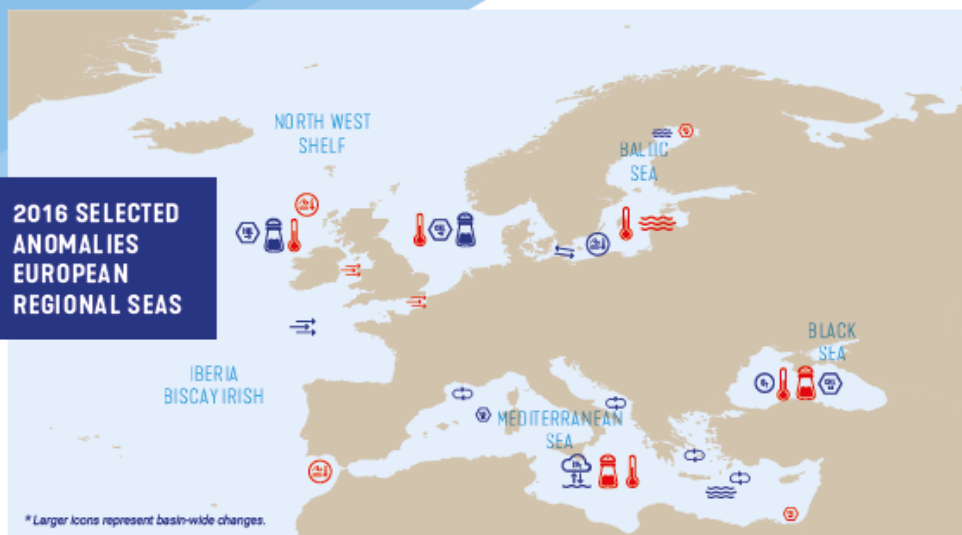 NORTH WEST
SHELF
BALTIC
SEA
2016 SELECTED
ANOMALIES
EUROPEAN
REGIONAL SEAS
BLACK
SEA
IBERIA
BISCAY IRISH
MEDITERRANEAN
SEA
* Larger icons represent basin-wide changes.